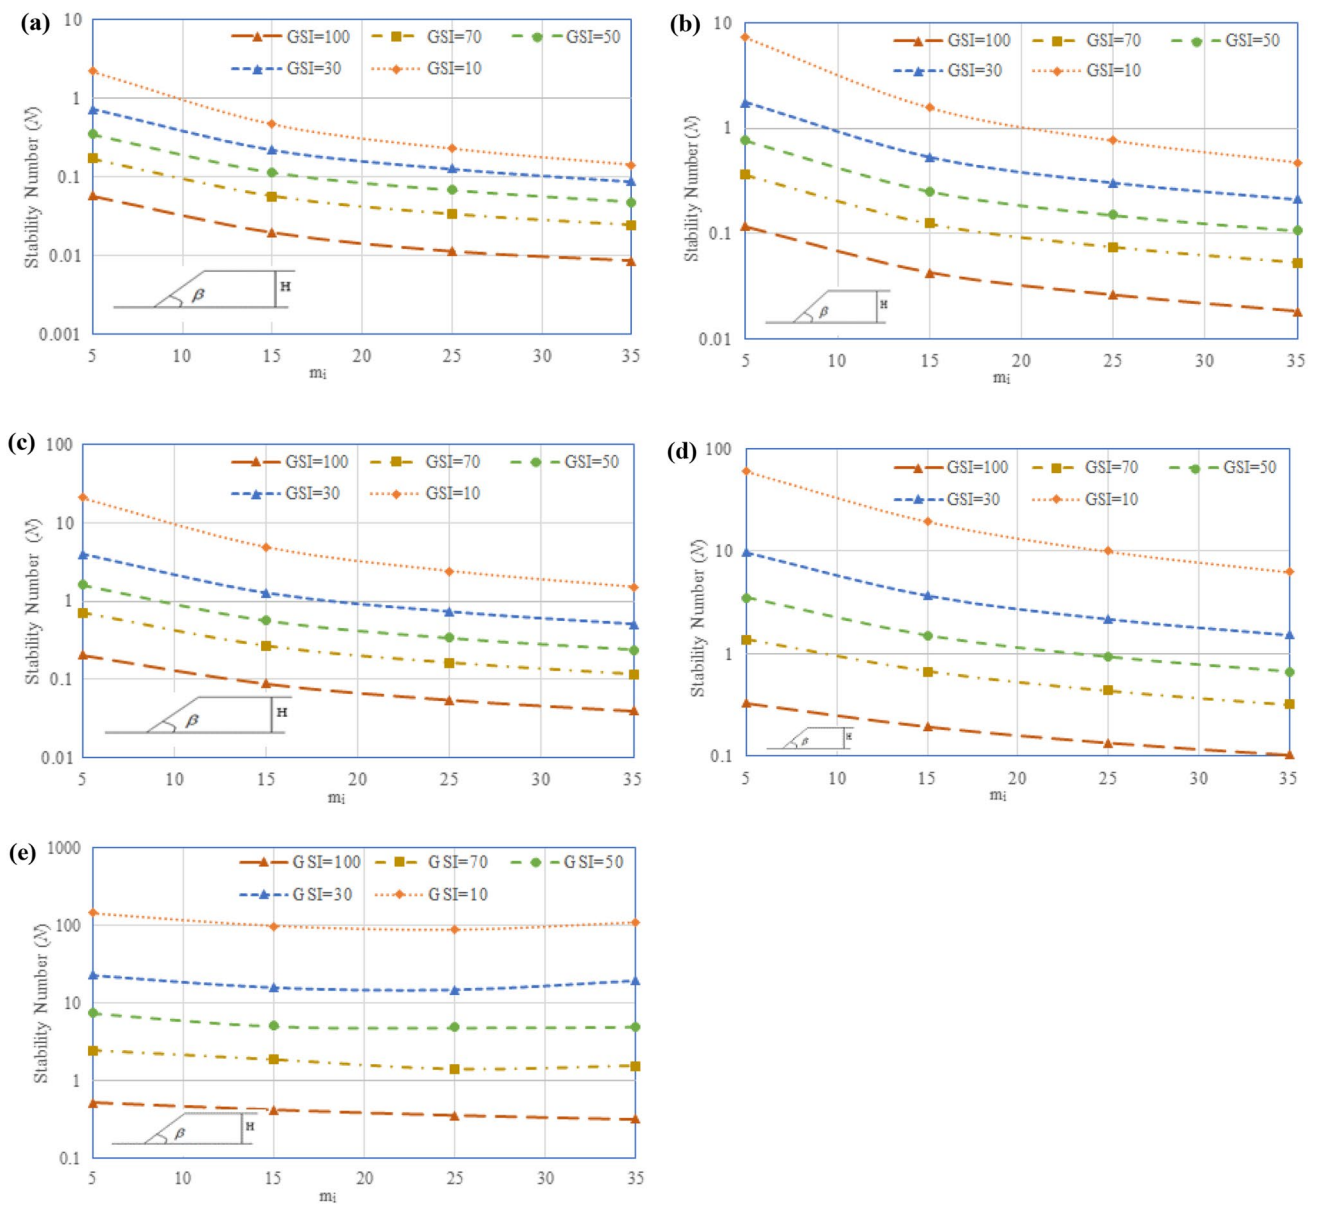 (a)
10
1
0.1
0.01
0.001
Stability Number (N)
GSI=100 GSI=70 GSI=50
GSI=30 GSI=10
β H
5 10 15 20 25 30 35
mi
(b)
10
1
0.1
0.01
Stability Number (N)
GSI=100 GSI=70 GSI=50
GSI=30 GSI=10
β H
5 10 15 20 25 30 35
mi
(c)
100
10
1
0.1
0.01
Stability Number (N)
GSI=100 GSI=70 GSI=50
GSI=30 GSI=10
β H
5 10 15 20 25 30 35
mi
(d)
100
10
1
0.1
Stability Number (N)
GSI=100 GSI=70 GSI=50
GSI=30 GSI=10
β H
5 10 15 20 25 30 35
mi
(e)
1000
100
10
1
0.1
Stability Number (N)
GSI=100 GSI=70 GSI=50
GSI=30 GSI=10
β H
5 10 15 20 25 30 35
mi